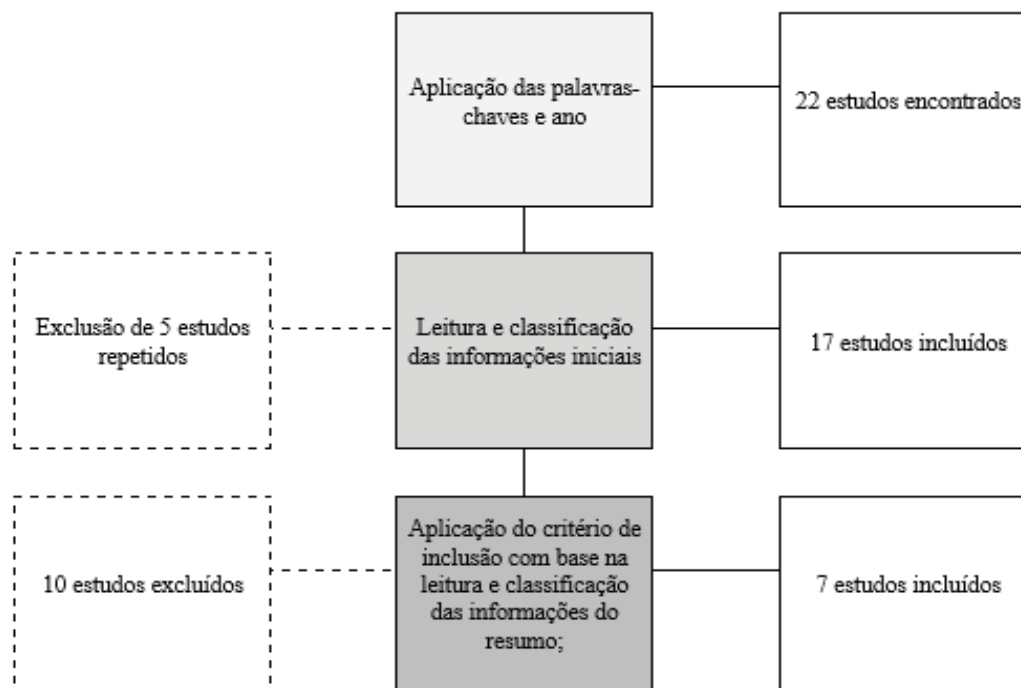 Aplicação das palavras-
chaves e ano
22 estudos encontrados
Exclusão de 5 estudos
repetidos
Leitura e classificação
das informações iniciais
17 estudos incluídos
10 estudos excluídos
Aplicação do critério de
inclusão com base na
leitura e classificação
das informações do
resumo;
7 estudos incluídos